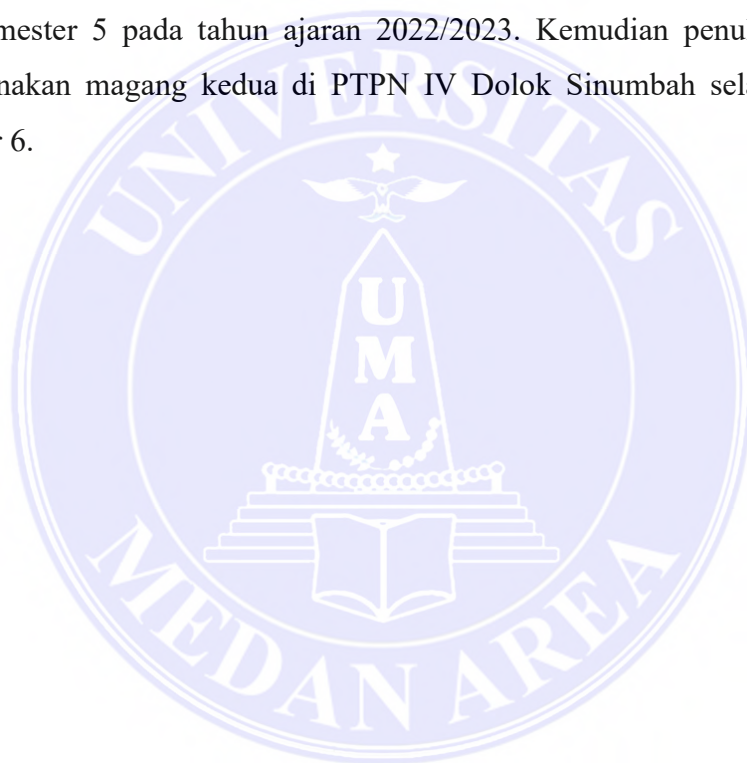 mester 5 pada tahun ajaran 2022/2023. Kemudian penu
nakan magang kedua di PTPN IV Dolok Sinumbah sela
6.
UNIVERSITAS
U
M
A
MEDAN AREA